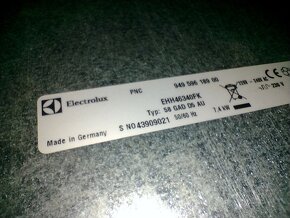 Electrolux
PNC 949 596 189 00
EHH46340FK
Typ: 58 GAD D5 AU
7.4 kW
Made in Germany
S NO 43909021
50/60 Hz